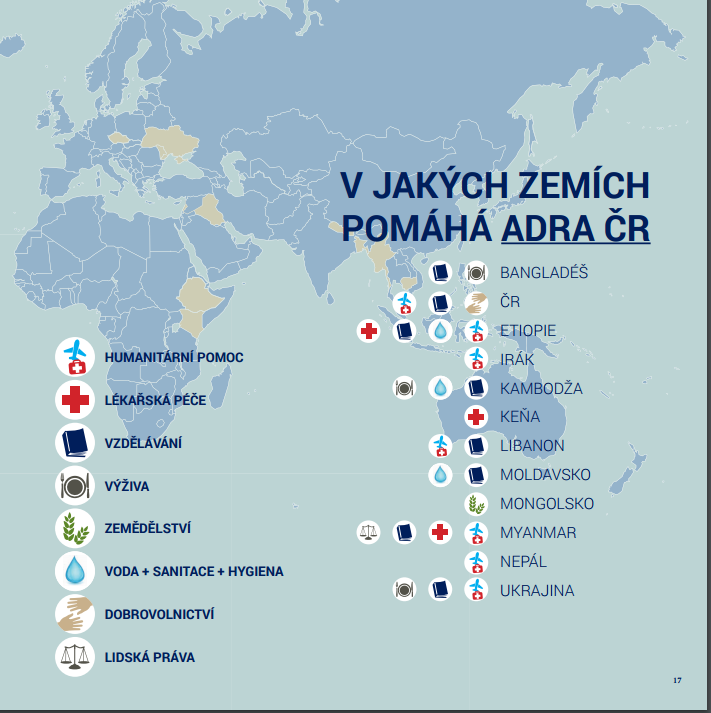 V JAKÝCH ZEMÍCH
POMÁHÁ ADRA ČR
BANGLADÉŠ
ČR
ETIOPIE
IRÁK
KAMBODŽA
KEŇA
LIBANON
MOLDAVSKO
MONGOLSKO
MYANMAR
NEPÁL
UKRAJINA
HUMANITÁRNÍ POMOC
LÉKAŘSKÁ PÉČE
VZDĚLÁVÁNÍ
VÝŽIVA
ZEMĚDĚLSTVÍ
VODA + SANITACE + HYGIENA
DOBROVOLNICTVÍ
LIDSKÁ PRÁVA
17